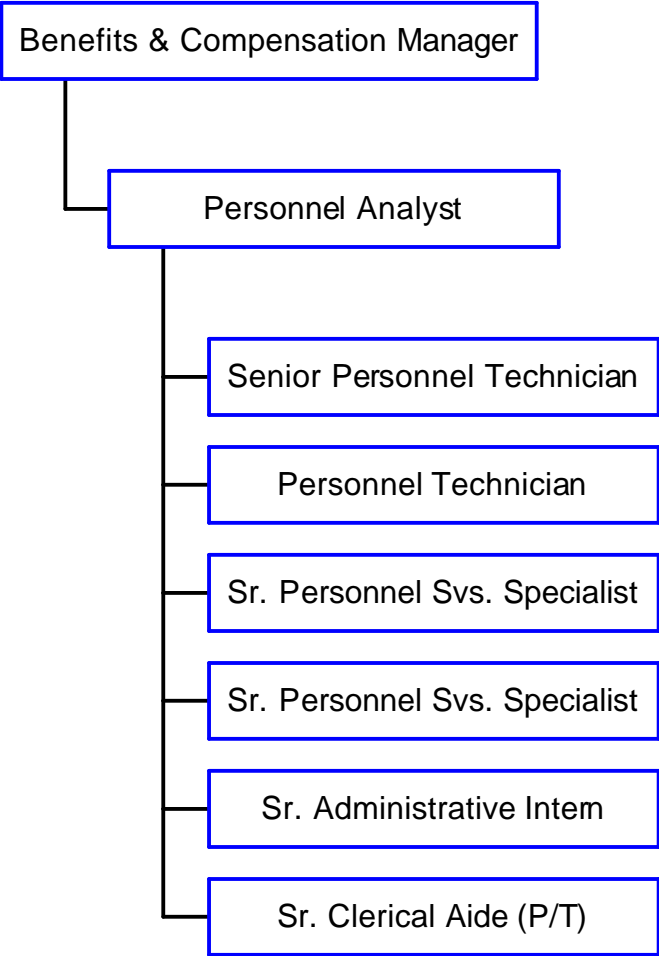 Benefits & Compensation Manager
Personnel Analyst
Senior Personnel Technician
Personnel Technician
Sr. Personnel Svs. Specialist
Sr. Personnel Svs. Specialist
Sr. Administrative Intern
Sr. Clerical Aide (P/T)